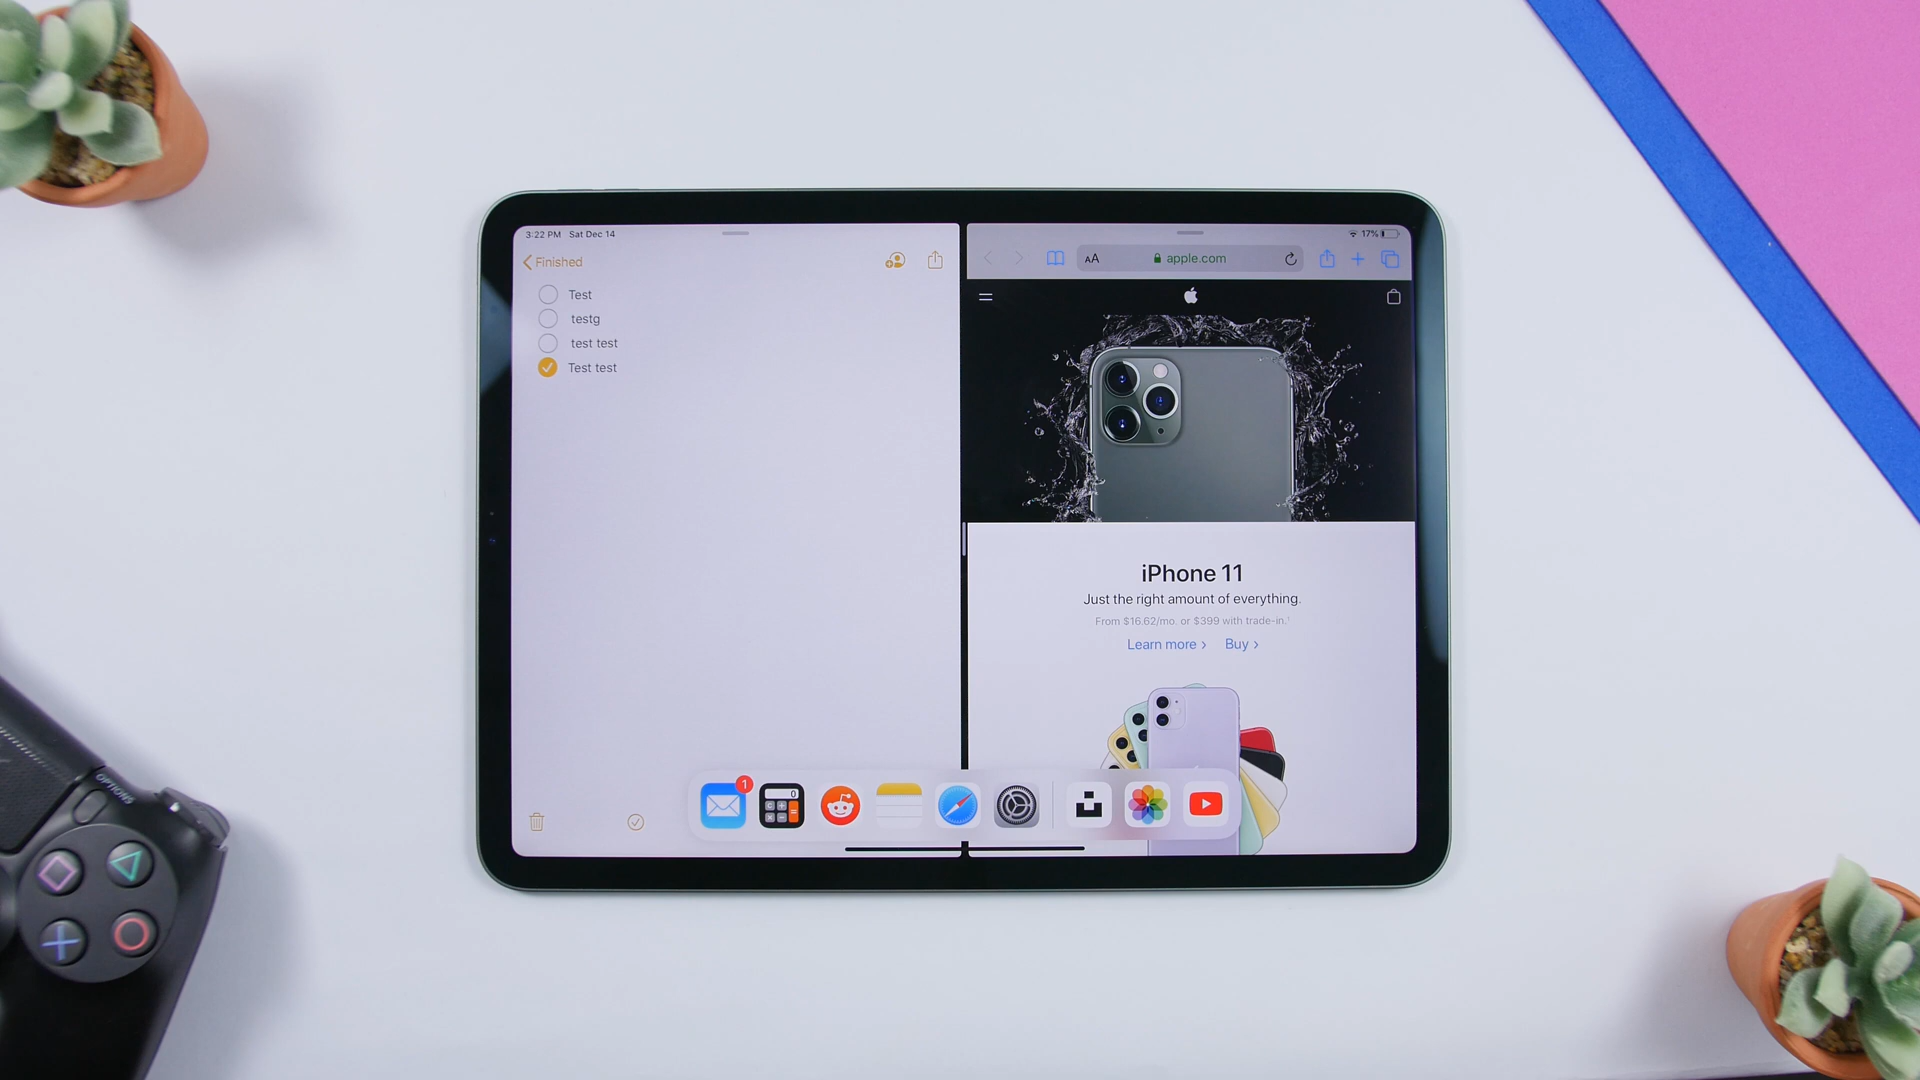 3:22 PM Sat Dec 14
Finished
Test
testg
test test
Test test
17%
AA
apple.com
iPhone 11
Just the right amount of everything.
From $16.62/mo. or $399 with trade-in.¹
Learn more >
Buy >
1
0
OPTIONS